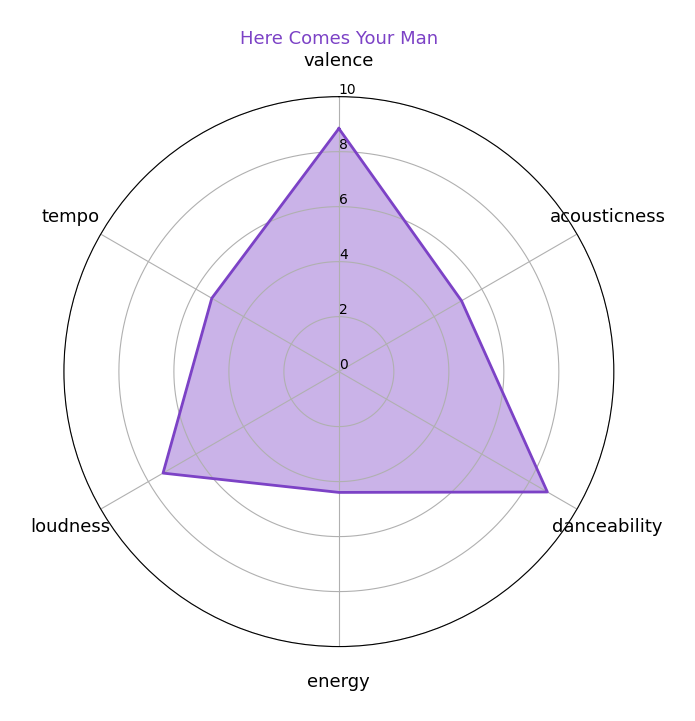 Here Comes Your Man
valence
10
8
6
4
2
0
tempo
acousticness
loudness
danceability
energy